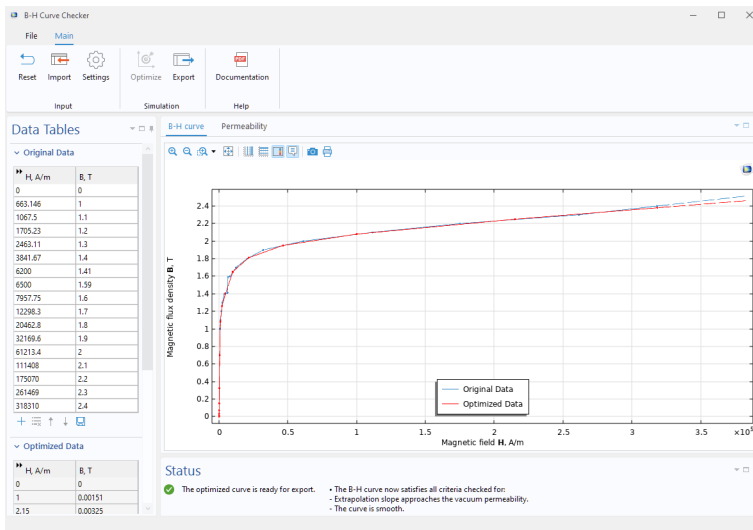 B-H Curve Checker
File Main
Reset Import Settings Optimize Export Documentation
Input Simulation Help
Data Tables
Original Data
H, A/m B, T
0 0
663.146 1
1067.5 1.1
1705.23 1.2
2463.11 1.3
3841.67 1.4
6200 1.41
6500 1.59
7957.75 1.6
12298.3 1.7
20462.8 1.8
32169.6 1.9
61213.4 2
111408 2.1
175070 2.2
261469 2.3
318310 2.4
Optimized Data
H, A/m B, T
0 0
1 0.00151
2.15 0.00325
B-H curve Permeability
Magnetic flux density B, T
2.4
2.2
2
1.8
1.6
1.4
1.2
1
0.8
0.6
0.4
0.2
0
Original Data
Optimized Data
0 0.5 1 1.5 2 2.5 3 3.5 ×10⁵
Magnetic field H, A/m
Status
The optimized curve is ready for export.
• The B-H curve now satisfies all criteria checked for:
- Extrapolation slope approaches the vacuum permeability.
- The curve is smooth.